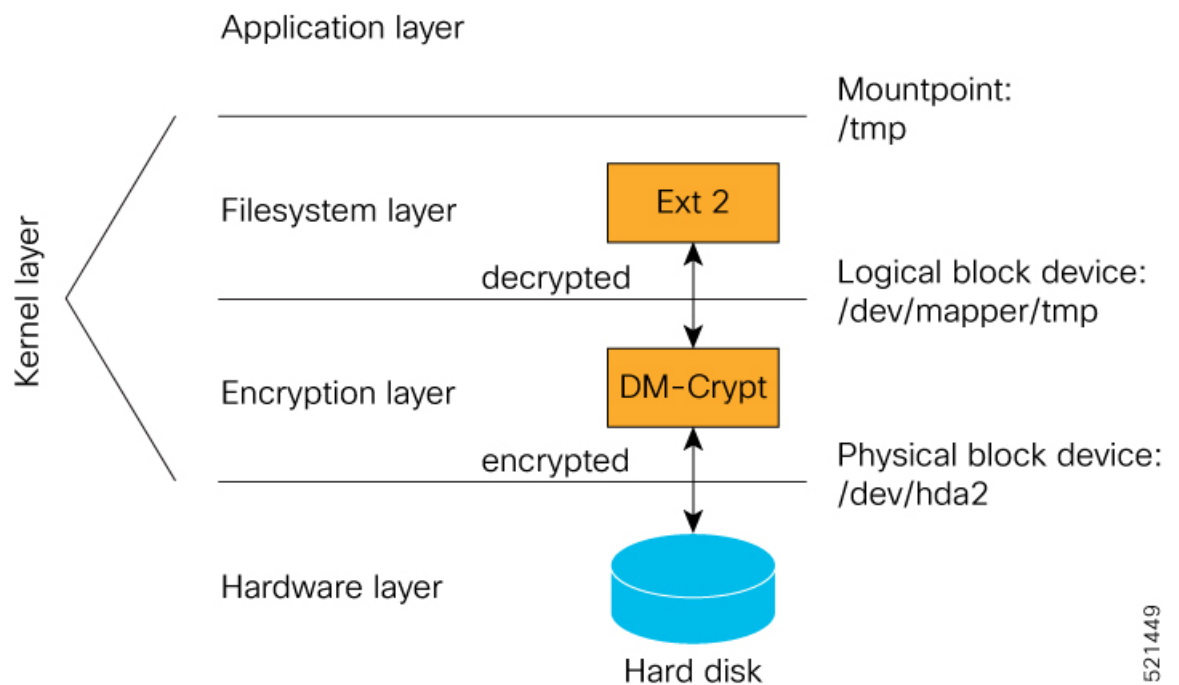 Application layer
Mountpoint:
/tmp
Kernel layer
Filesystem layer
Ext 2
decrypted
Logical block device:
/dev/mapper/tmp
Encryption layer
DM-Crypt
encrypted
Physical block device:
/dev/hda2
Hardware layer
Hard disk
521449